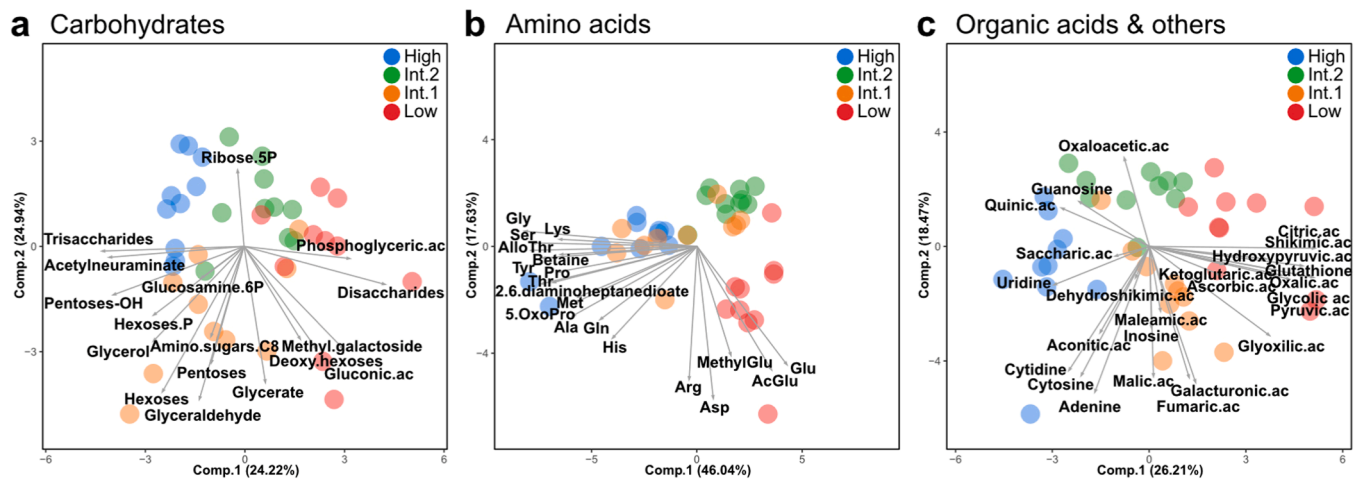 a Carbohydrates
High
Int.2
Int.1
Low
Ribose.5P
Trisaccharides
Phosphoglyceric.ac
Acetylneuraminate
Glucosamine.6P
Disaccharides
Pentoses-OH
Hexoses.P
Glycerol
Amino.sugars.C8
Methyl.galactoside
Deoxy.hexoses
Pentoses
Gluconic.ac
Hexoses
Glycerate
Glyceraldehyde
3
0
−3
−6
−3
0
3
6
Comp.2 (24.94%)
Comp.1 (24.22%)
b Amino acids
High
Int.2
Int.1
Low
Gly
Lys
Ser
AlloThr
Betaine
Tyr
Pro
Thr
2.6.diaminoheptanedioate
Met
5.OxoPro
Ala
Gln
His
MethylGlu
Glu
AcGlu
Arg
Asp
4
0
−4
−5
0
5
Comp.2 (17.63%)
Comp.1 (46.04%)
c Organic acids & others
High
Int.2
Int.1
Low
Oxaloacetic.ac
Guanosine
Quinic.ac
Citric.ac
Shikimic.ac
Saccharic.ac
Hydroxypyruvic.ac
Ketoglutaric.ac
Glutathione
Uridine
Ascorbic.ac
Oxalic.ac
Dehydroshikimic.ac
Glycolic ac
Pyruvic.ac
Maleamic.ac
Inosine
Aconitic.ac
Glyoxilic.ac
Cytidine
Cytosine
Malic.ac
Galacturonic.ac
Adenine
Fumaric.ac
4
0
−4
−6
−3
0
3
6
Comp.2 (18.47%)
Comp.1 (26.21%)